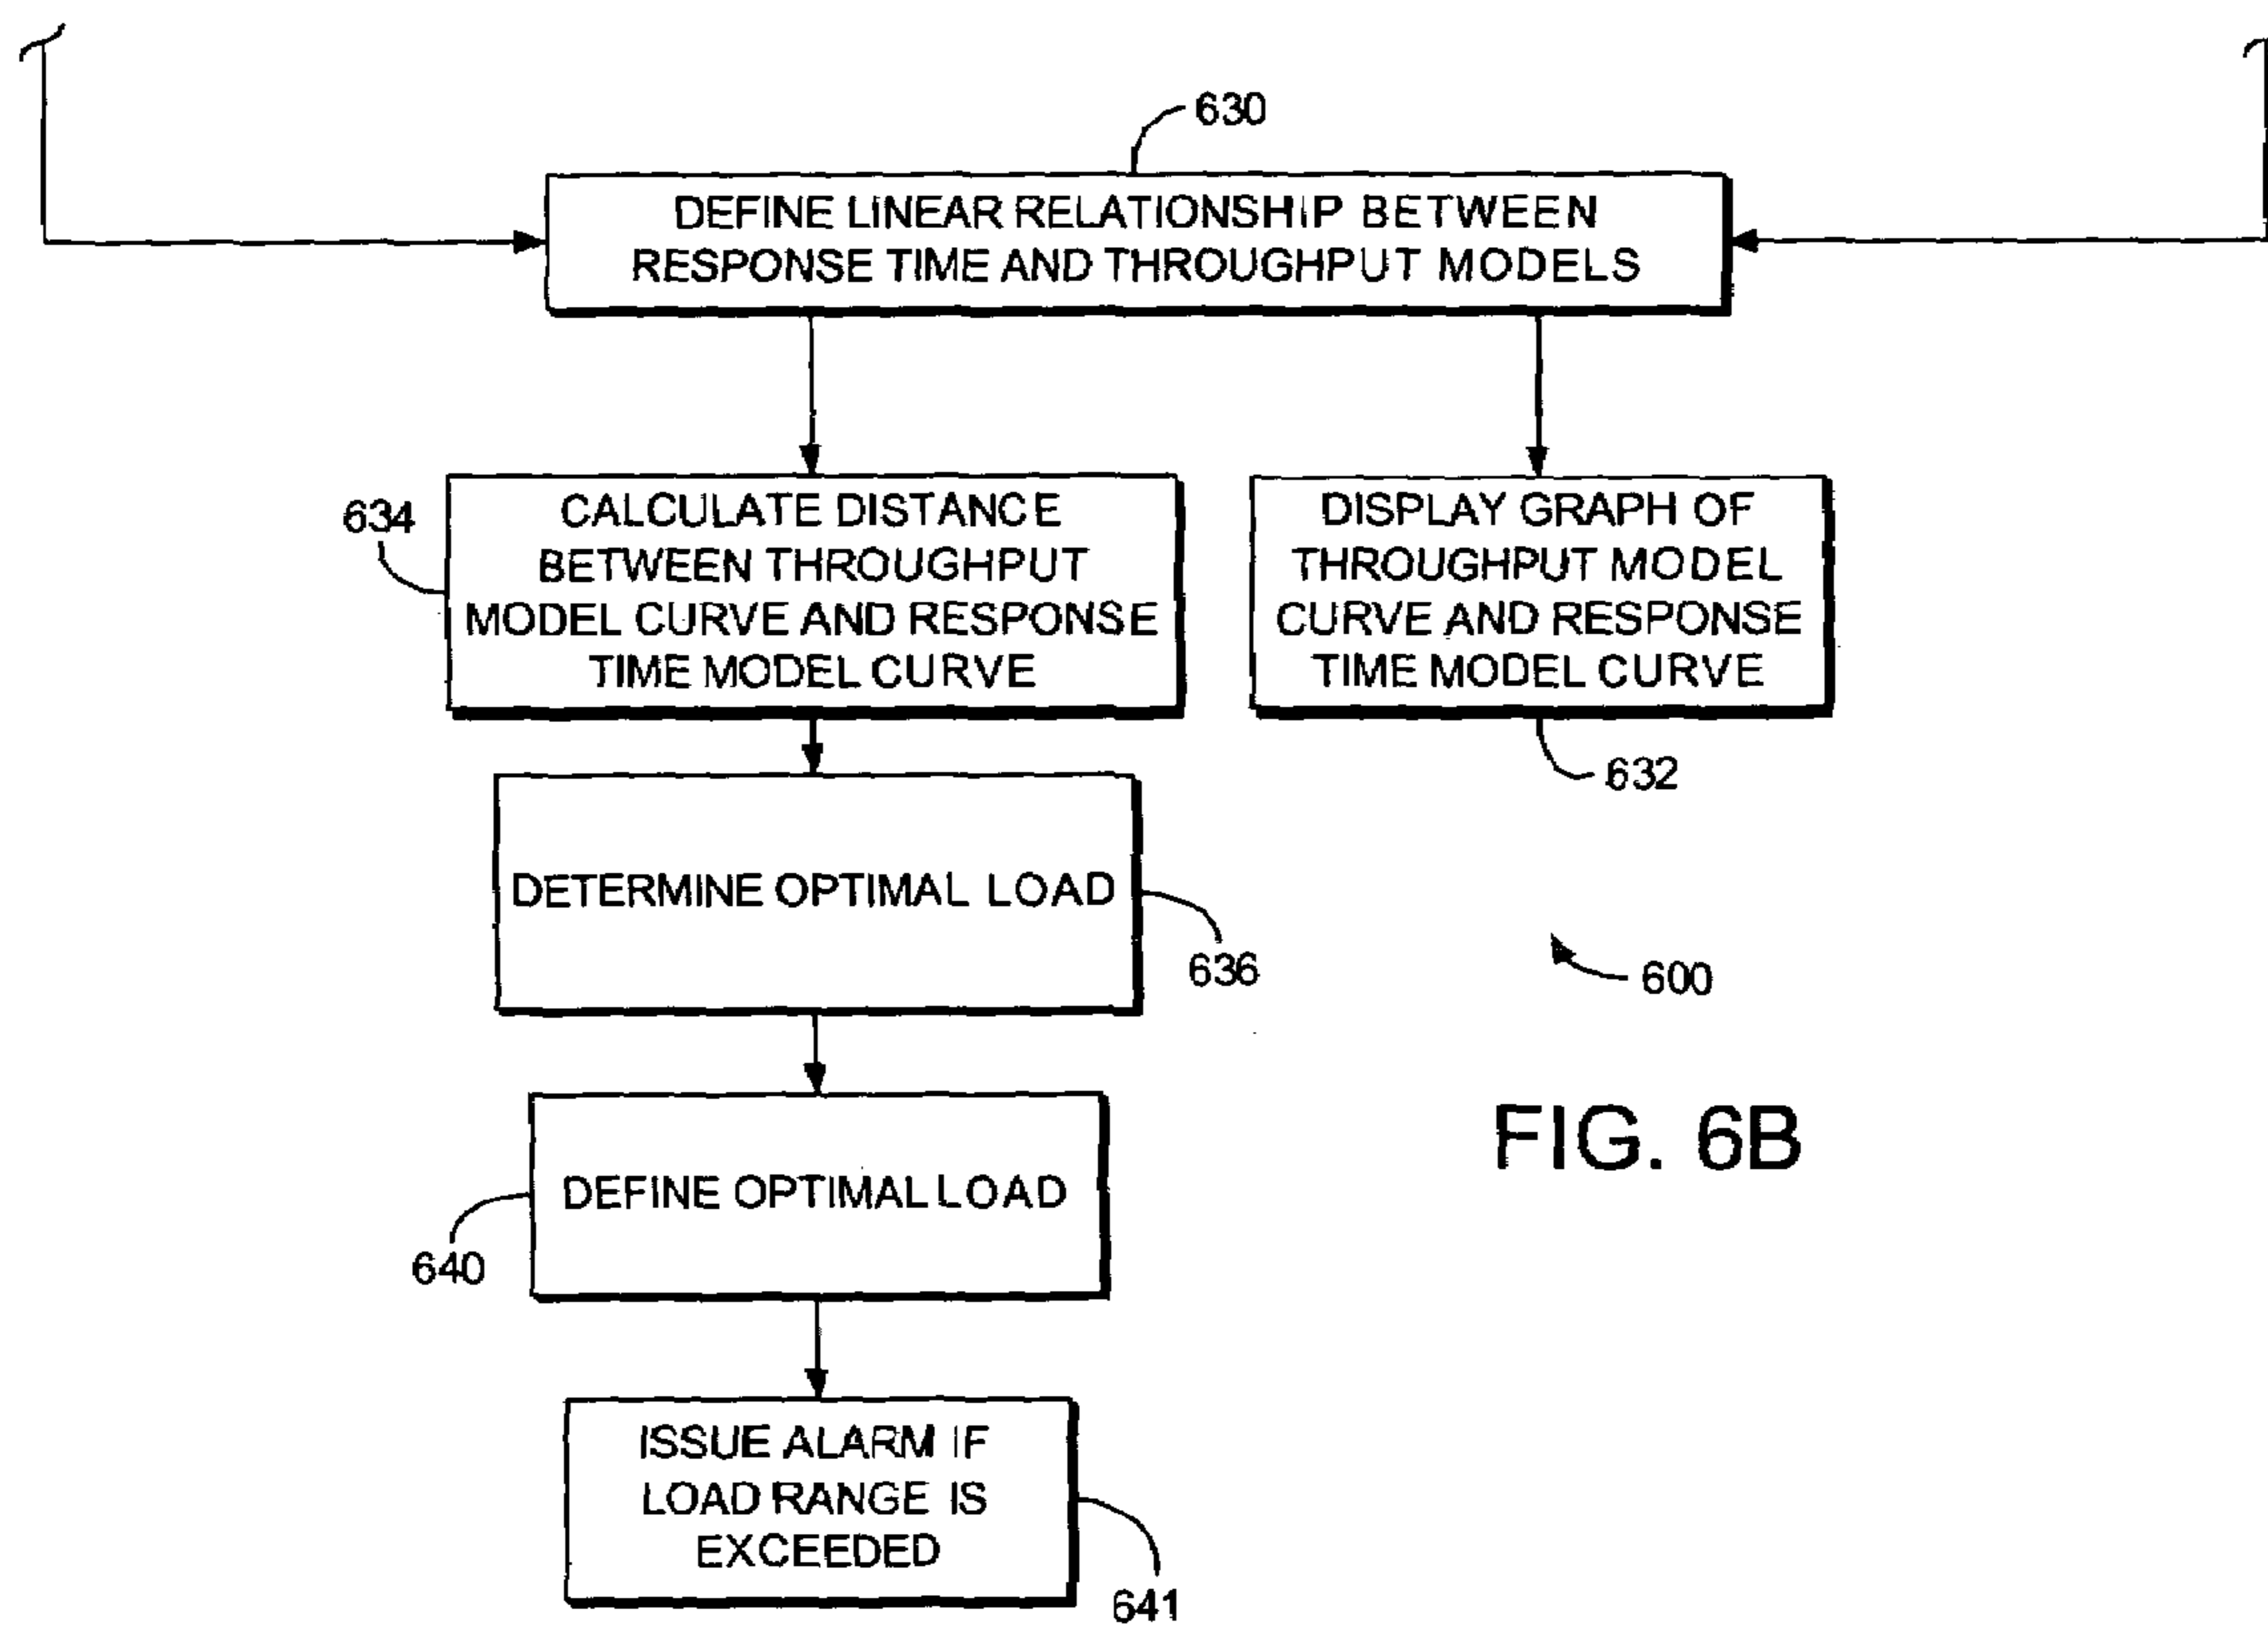 630
DEFINE LINEAR RELATIONSHIP BETWEEN
RESPONSE TIME AND THROUGHPUT MODELS
634
CALCULATE DISTANCE
BETWEEN THROUGHPUT
MODEL CURVE AND RESPONSE
TIME MODEL CURVE
DISPLAY GRAPH OF
THROUGHPUT MODEL
CURVE AND RESPONSE
TIME MODEL CURVE
632
DETERMINE OPTIMAL LOAD
636
600
FIG. 6B
DEFINE OPTIMAL LOAD
640
ISSUE ALARM IF
LOAD RANGE IS
EXCEEDED
641